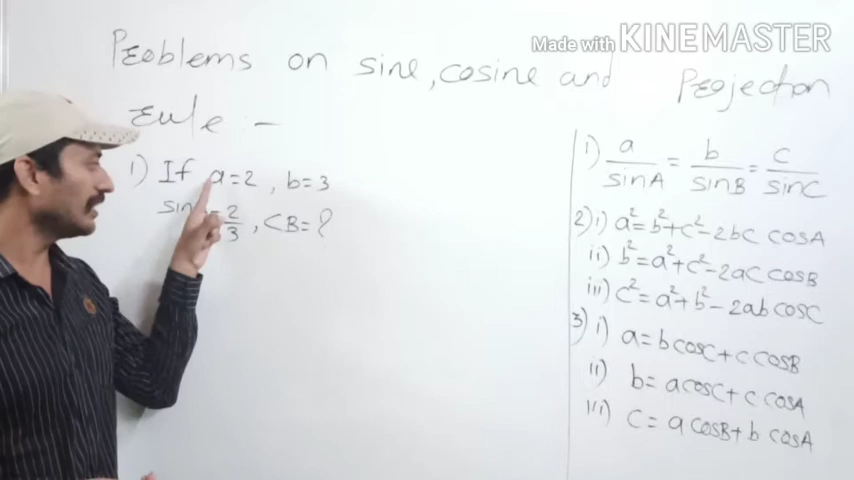 Made with KINEMASTER
Problems on sine, cosine and Projection
rule :-
1) If a=2, b=3
sin = 2/3, <B=?
1) a/sinA = b/sinB = c/sinC
2) i) a²=b²+c²-2bc cosA
ii) b²=a²+c²-2ac cosB
iii) c²=a²+b²-2ab cosC
3) i) a=b cosC+c cosB
ii) b=a cosC+c cosA
iii) c=a cosB+b cosA